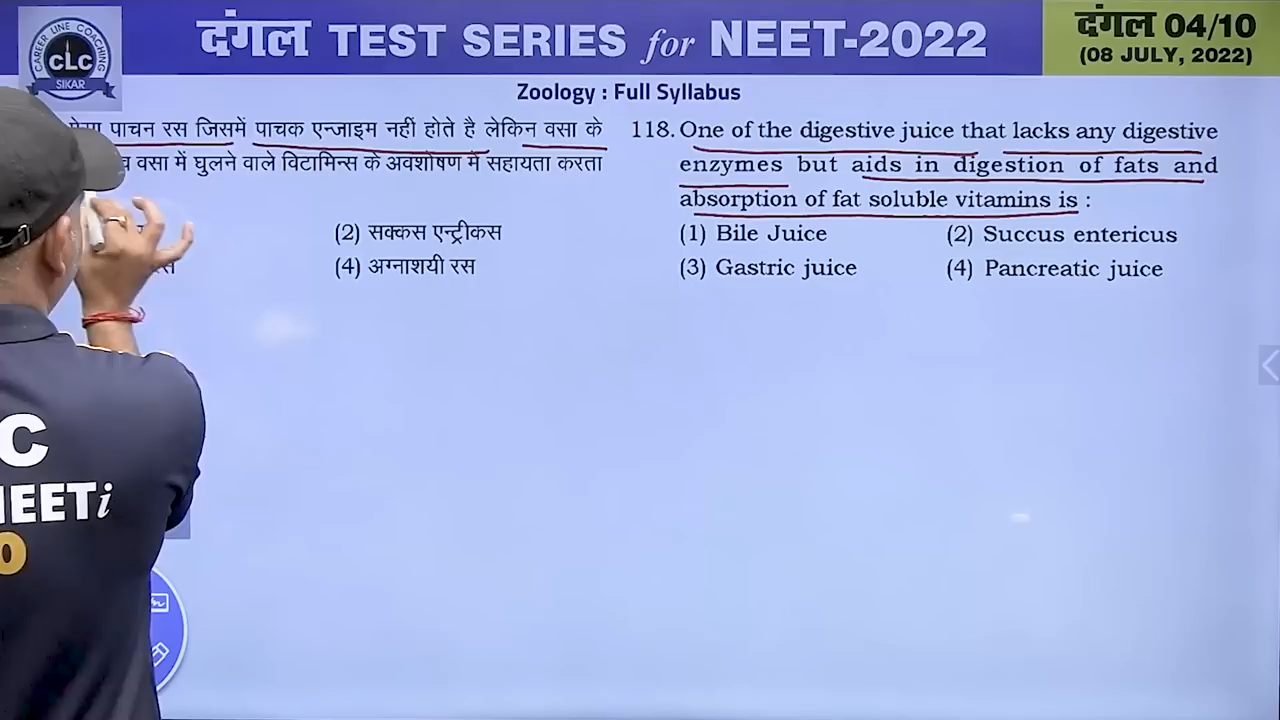 दंगल TEST SERIES for NEET-2022
दंगल 04/10
(08 JULY, 2022)
CAREER LINE COACHING
CLC
SIKAR
Zoology : Full Syllabus
पाचन रस जिसमें पाचक एन्जाइम नहीं होते है लेकिन वसा के
व वसा में घुलने वाले विटामिन्स के अवशोषण में सहायता करता
(2) सक्कस एन्ट्रीकस
(4) अग्नाशयी रस
118. One of the digestive juice that lacks any digestive
enzymes but aids in digestion of fats and
absorption of fat soluble vitamins is :
(1) Bile Juice (2) Succus entericus
(3) Gastric juice (4) Pancreatic juice
C
NEETi
0